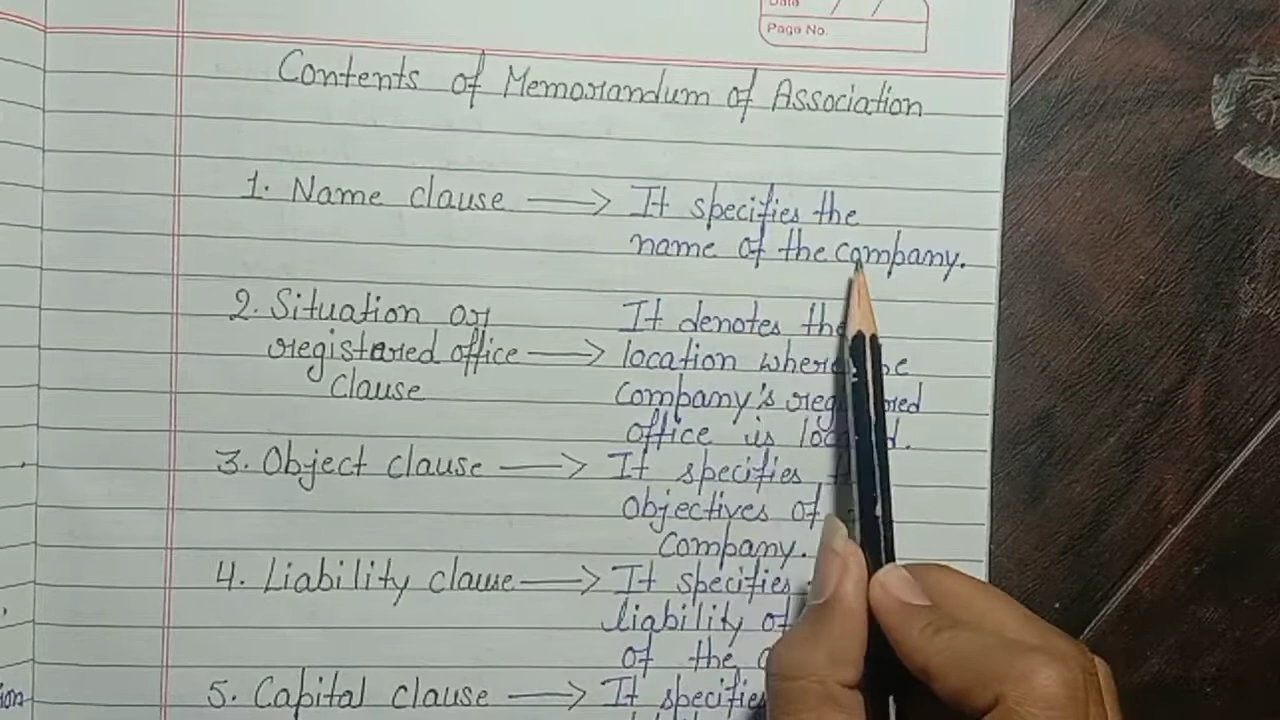 Data / /
Page No.
Contents of Memorandum of Association
1. Name clause → It specifies the
name of the company.
2. Situation or It denotes the
registared office → location where
clause company's
office is
3. Object clause → It specifies
objectives of
company.
4. Liability clause → It specifies
liability of
of the
5. Capital clause → It specifies